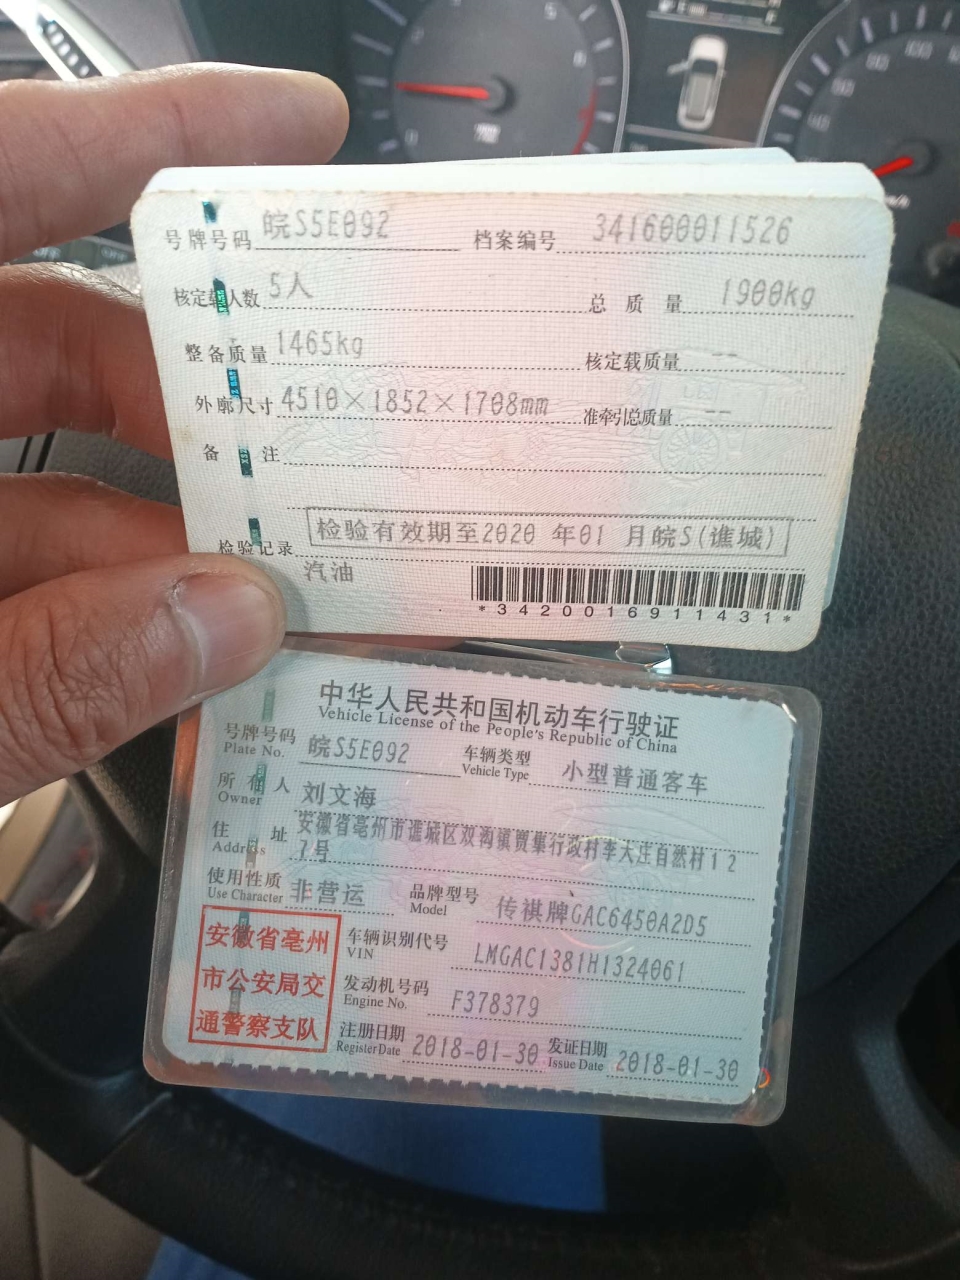 号牌号码 皖S5E092 档案编号 341600011526
核定载人数 5人 总质量 1900kg
整备质量 1465kg 核定载质量 --
外廓尺寸 4510×1852×1708mm 准牵引总质量 --
备注
检验记录 检验有效期至2020 年01 月皖S(谯城)
汽油
*3420016911431*
中华人民共和国机动车行驶证
Vehicle License of the People's Republic of China
号牌号码 皖S5E092 车辆类型 小型普通客车
Plate No. Vehicle Type
所有人 刘文海
Owner
住址 安徽省亳州市谯城区双沟镇贾集行政村李大庄自然村12
Address 7号
使用性质 非营运 品牌型号 传祺牌GAC6450A2D5
Use Character Model
安徽省亳州
市公安局交
通警察支队
车辆识别代号 LMGAC1381H1324061
VIN
发动机号码 F378379
Engine No.
注册日期 2018-01-30 发证日期 2018-01-30
Register Date Issue Date